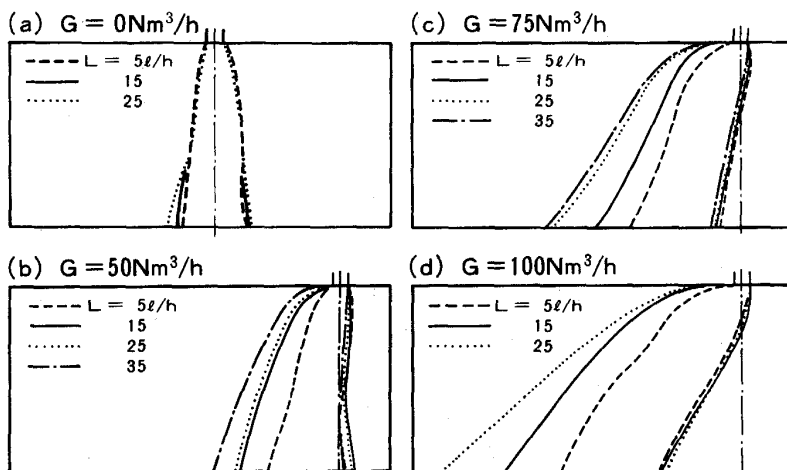 (a) G = 0Nm³/h
L = 5ℓ/h
15
25
(b) G = 50Nm³/h
L = 5ℓ/h
15
25
35
(c) G = 75Nm³/h
L = 5ℓ/h
15
25
35
(d) G = 100Nm³/h
L = 5ℓ/h
15
25